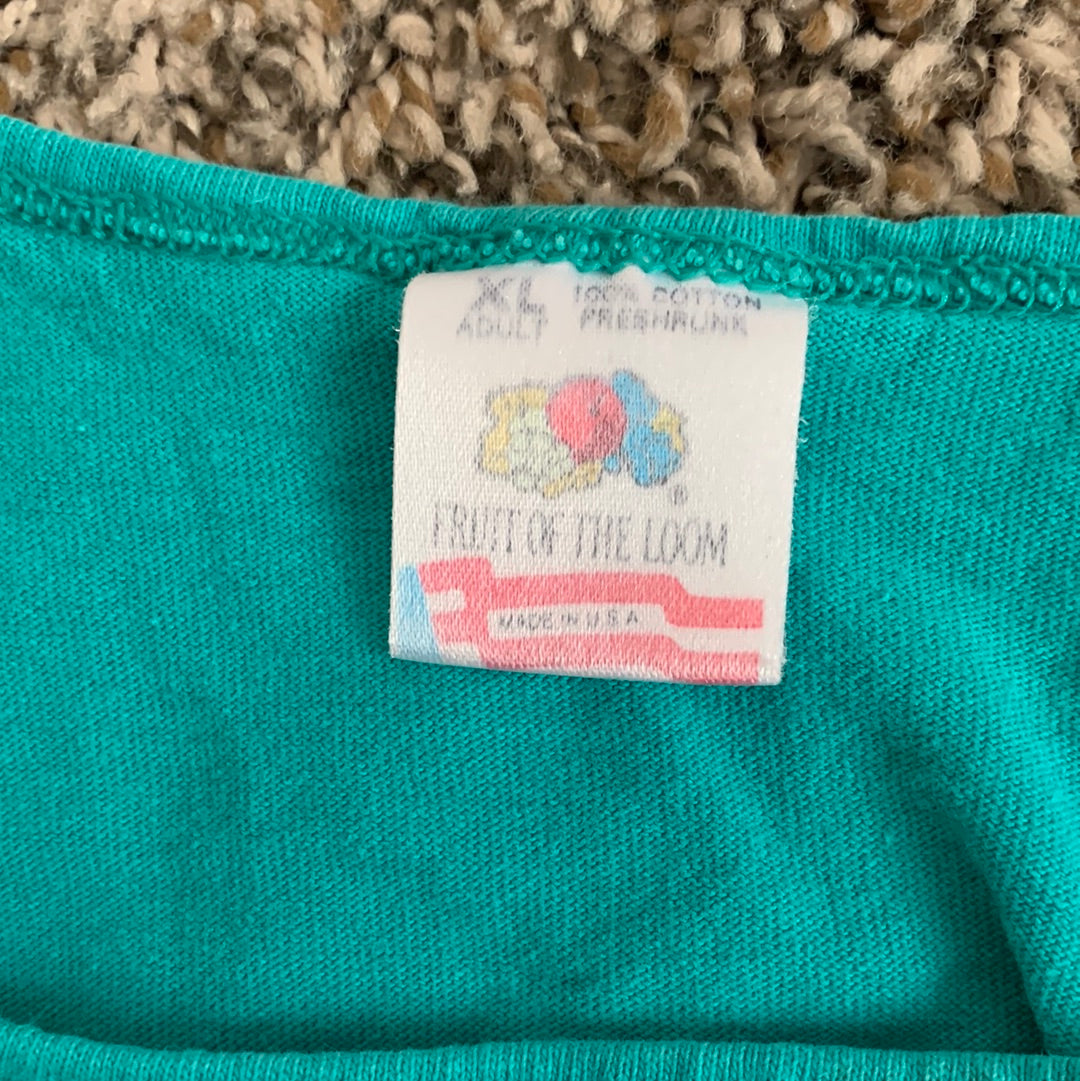 XL 100% COTTON
ADULT PRESHRUNK
®
FRUIT OF THE LOOM
MADE IN U.S.A.